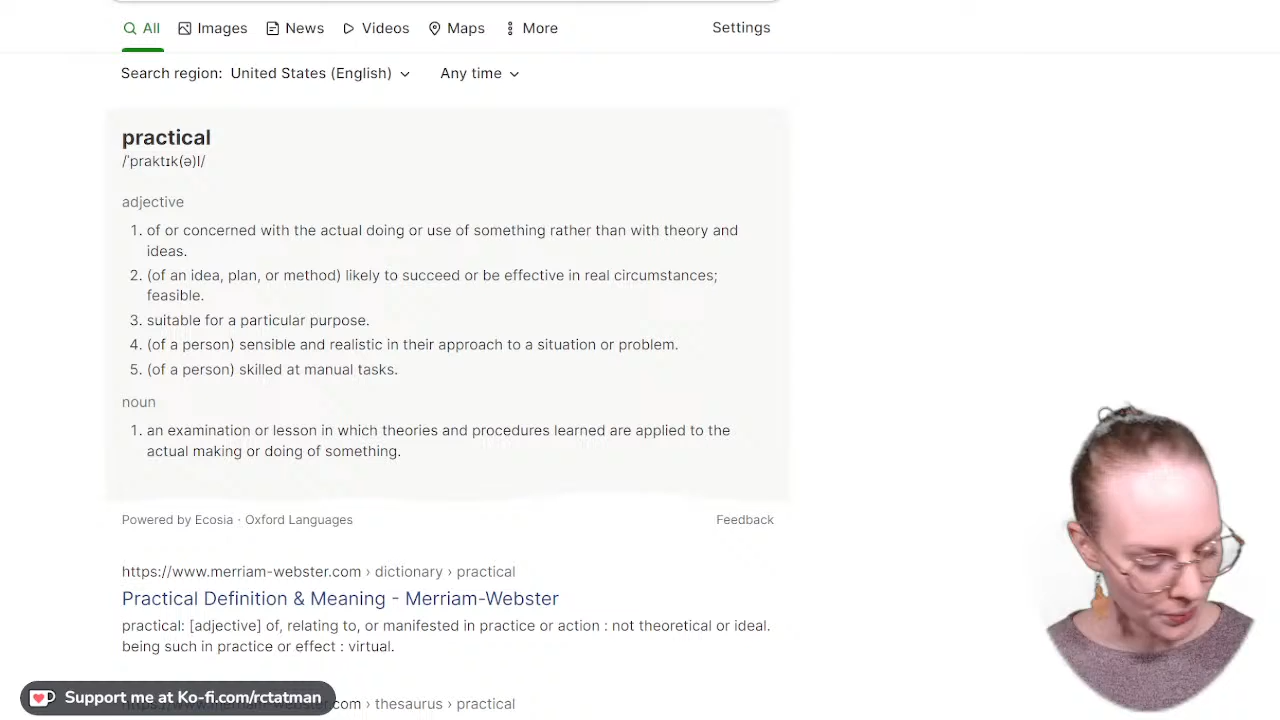 All Images News Videos Maps More Settings
Search region: United States (English) Any time
practical
/ˈpraktɪk(ə)l/
adjective
1. of or concerned with the actual doing or use of something rather than with theory and
ideas.
2. (of an idea, plan, or method) likely to succeed or be effective in real circumstances;
feasible.
3. suitable for a particular purpose.
4. (of a person) sensible and realistic in their approach to a situation or problem.
5. (of a person) skilled at manual tasks.
noun
1. an examination or lesson in which theories and procedures learned are applied to the
actual making or doing of something.
Powered by Ecosia · Oxford Languages Feedback
https://www.merriam-webster.com › dictionary › practical
Practical Definition & Meaning - Merriam-Webster
practical: [adjective] of, relating to, or manifested in practice or action : not theoretical or ideal.
being such in practice or effect : virtual.
Support me at Ko-fi.com/rctatman
com › thesaurus › practical